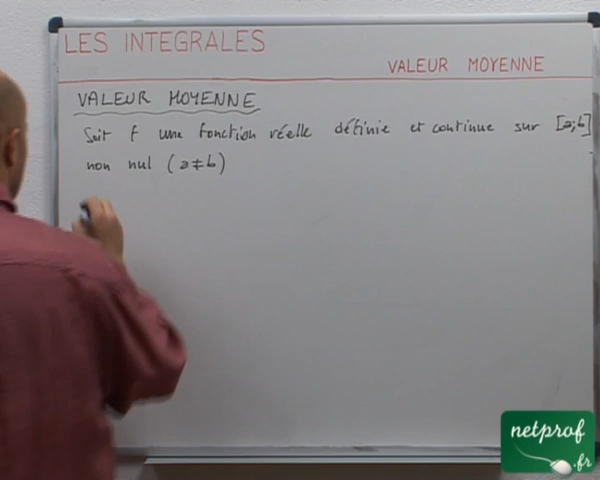 LES INTEGRALES
VALEUR MOYENNE
VALEUR MOYENNE
Soit f une fonction réelle définie et continue sur [a;b]
non nul (a≠b)
netprof
.fr